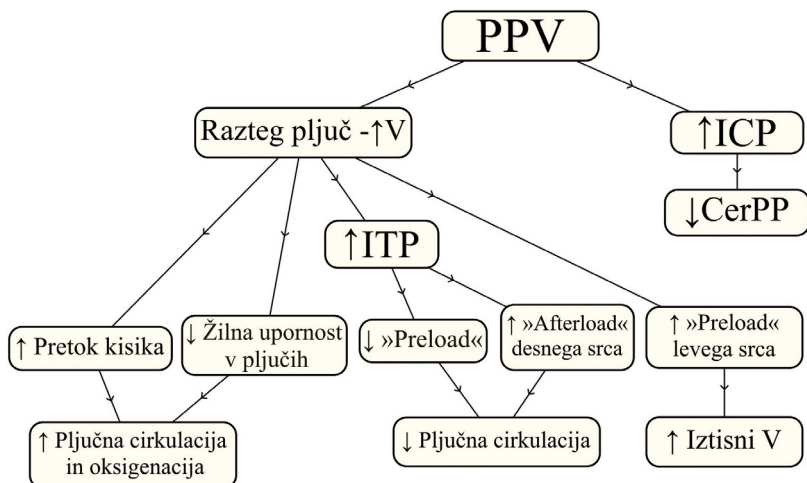 PPV
Razteg pljuč -↑V
↑ICP
↓CerPP
↑ITP
↑ Pretok kisika
↓ Žilna upornost
v pljučih
↓ »Preload«
↑ »Afterload«
desnega srca
↑ »Preload«
levega srca
↑ Pljučna cirkulacija
in oksigenacija
↓ Pljučna cirkulacija
↑ Iztisni V